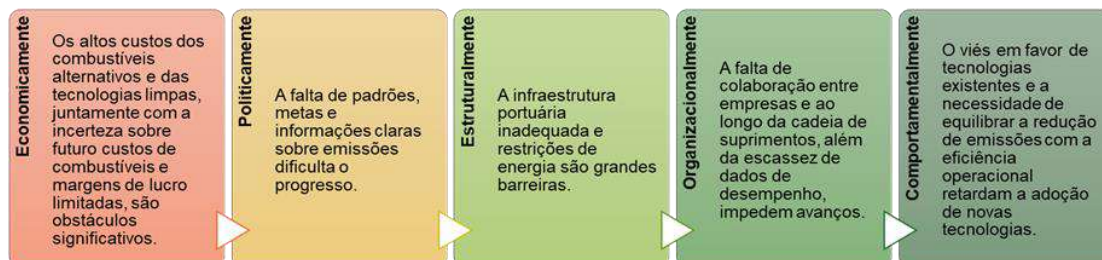 Economicamente
Os altos custos dos
combustíveis
alternativos e das
tecnologias limpas,
juntamente com a
incerteza sobre
futuro custos de
combustíveis e
margens de lucro
limitadas, são
obstáculos
significativos.
Politicamente
A falta de padrões,
metas e
informações claras
sobre emissões
dificulta o
progresso.
Estruturalmente
A infraestrutura
portuária
inadequada e
restrições de
energia são grandes
barreiras.
Organizacionalmente
A falta de
colaboração entre
empresas e ao
longo da cadeia de
suprimentos, além
da escassez de
dados de
desempenho,
impedem avanços.
Comportamentalmente
O viés em favor de
tecnologias
existentes e a
necessidade de
equilibrar a redução
de emissões com a
eficiência
operacional
retardam a adoção
de novas
tecnologias.